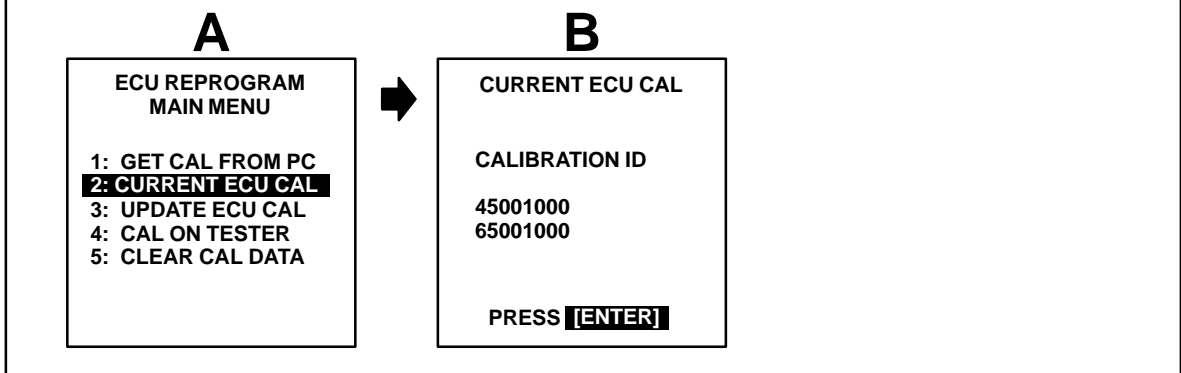 A
ECU REPROGRAM
MAIN MENU
1: GET CAL FROM PC
2: CURRENT ECU CAL
3: UPDATE ECU CAL
4: CAL ON TESTER
5: CLEAR CAL DATA
B
CURRENT ECU CAL
CALIBRATION ID
45001000
65001000
PRESS [ENTER]